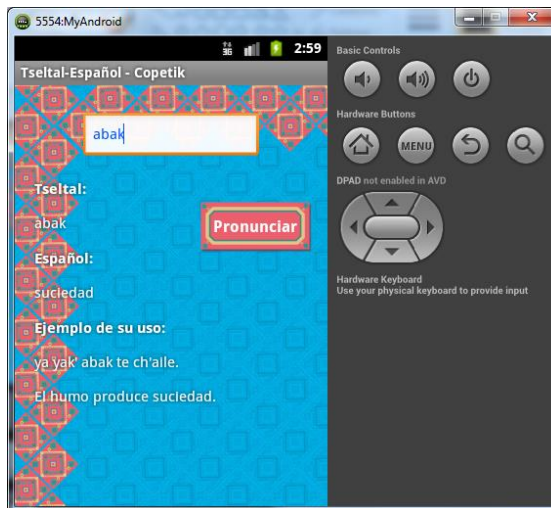 5554:MyAndroid
3G 2:59
Tseltal-Español - Copetik
abak
Tseltal:
abak
Pronunciar
Español:
suciedad
Ejemplo de su uso:
ya yak' abak te ch'aile.
El humo produce suciedad.
Basic Controls
Hardware Buttons
MENU
DPAD not enabled in AVD
Hardware Keyboard
Use your physical keyboard to provide input